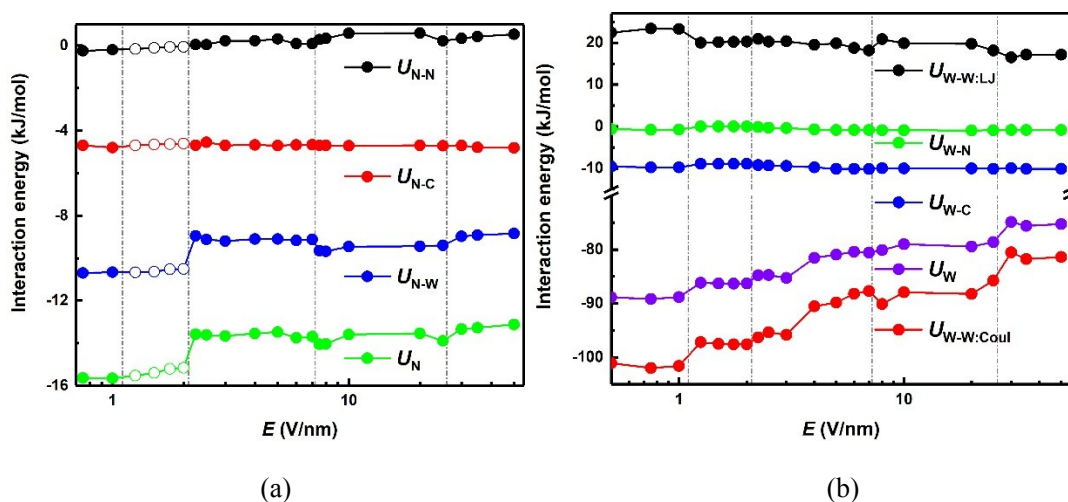 (a)
Interaction energy (kJ/mol)
0
-4
-8
-12
-16
U_N-N
U_N-C
U_N-W
U_N
1
10
E (V/nm)
(a)
(b)
Interaction energy (kJ/mol)
20
10
0
-10
-80
-90
-100
U_W-W:LJ
U_W-N
U_W-C
U_W
U_W-W:Coul
1
10
E (V/nm)
(b)